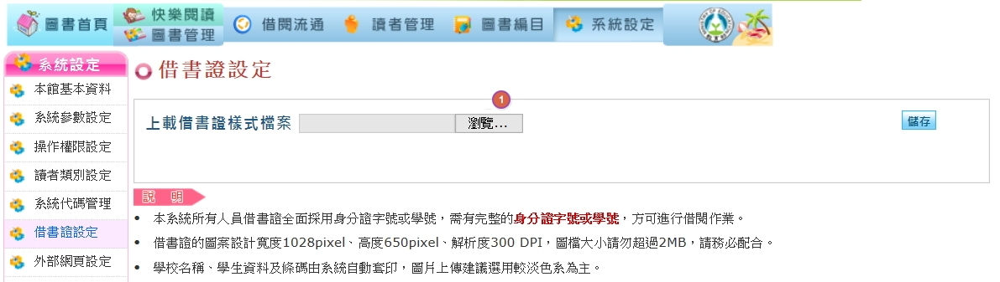 圖書首頁
快樂閱讀
圖書管理
借閱流通
讀者管理
圖書編目
系統設定
系統設定
本館基本資料
系統參數設定
操作權限設定
讀者類別設定
系統代碼管理
借書證設定
外部網頁設定
借書證設定
1
上載借書證樣式檔案 瀏覽... 儲存
說 明
• 本系統所有人員借書證全面採用身分證字號或學號，需有完整的身分證字號或學號，方可進行借閱作業。
• 借書證的圖案設計寬度1028pixel、高度650pixel、解析度300 DPI，圖檔大小請勿超過2MB，請務必配合。
• 學校名稱、學生資料及條碼由系統自動套印，圖片上傳建議選用較淡色系為主。